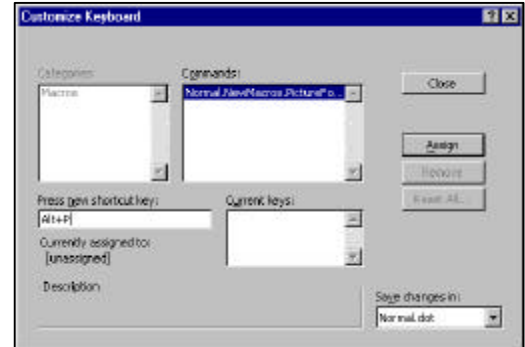 Customize Keyboard
Categories:
Commands:
Macros
Normal.NewMacros.PictureFo...
Close
Assign
Remove
Reset All...
Press new shortcut key:
Current keys:
Alt+P
Currently assigned to:
[unassigned]
Description
Save changes in:
Normal.dot